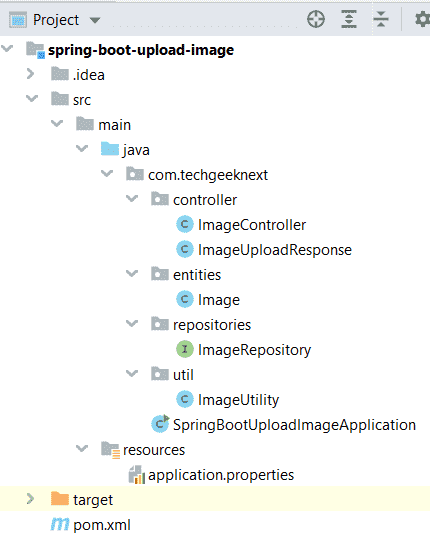 Project
spring-boot-upload-image
.idea
src
main
java
com.techgeeknext
controller
C ImageController
C ImageUploadResponse
entities
C Image
repositories
I ImageRepository
util
C ImageUtility
C SpringBootUploadImageApplication
resources
application.properties
target
m pom.xml